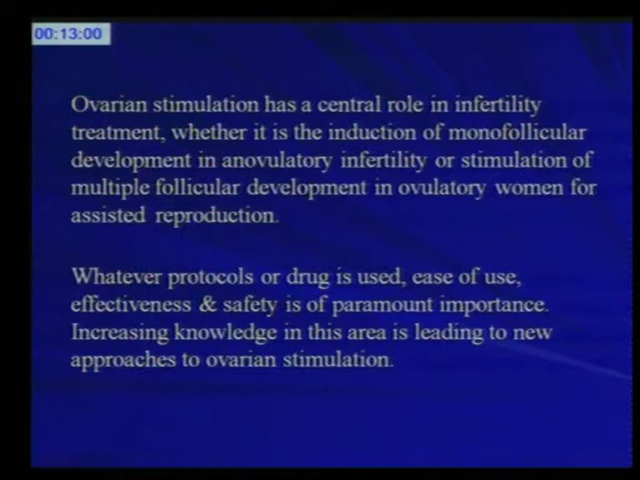 00:13:00
Ovarian stimulation has a central role in infertility
treatment, whether it is the induction of monofollicular
development in anovulatory infertility or stimulation of
multiple follicular development in ovulatory women for
assisted reproduction.
Whatever protocols or drug is used, ease of use,
effectiveness & safety is of paramount importance.
Increasing knowledge in this area is leading to new
approaches to ovarian stimulation.